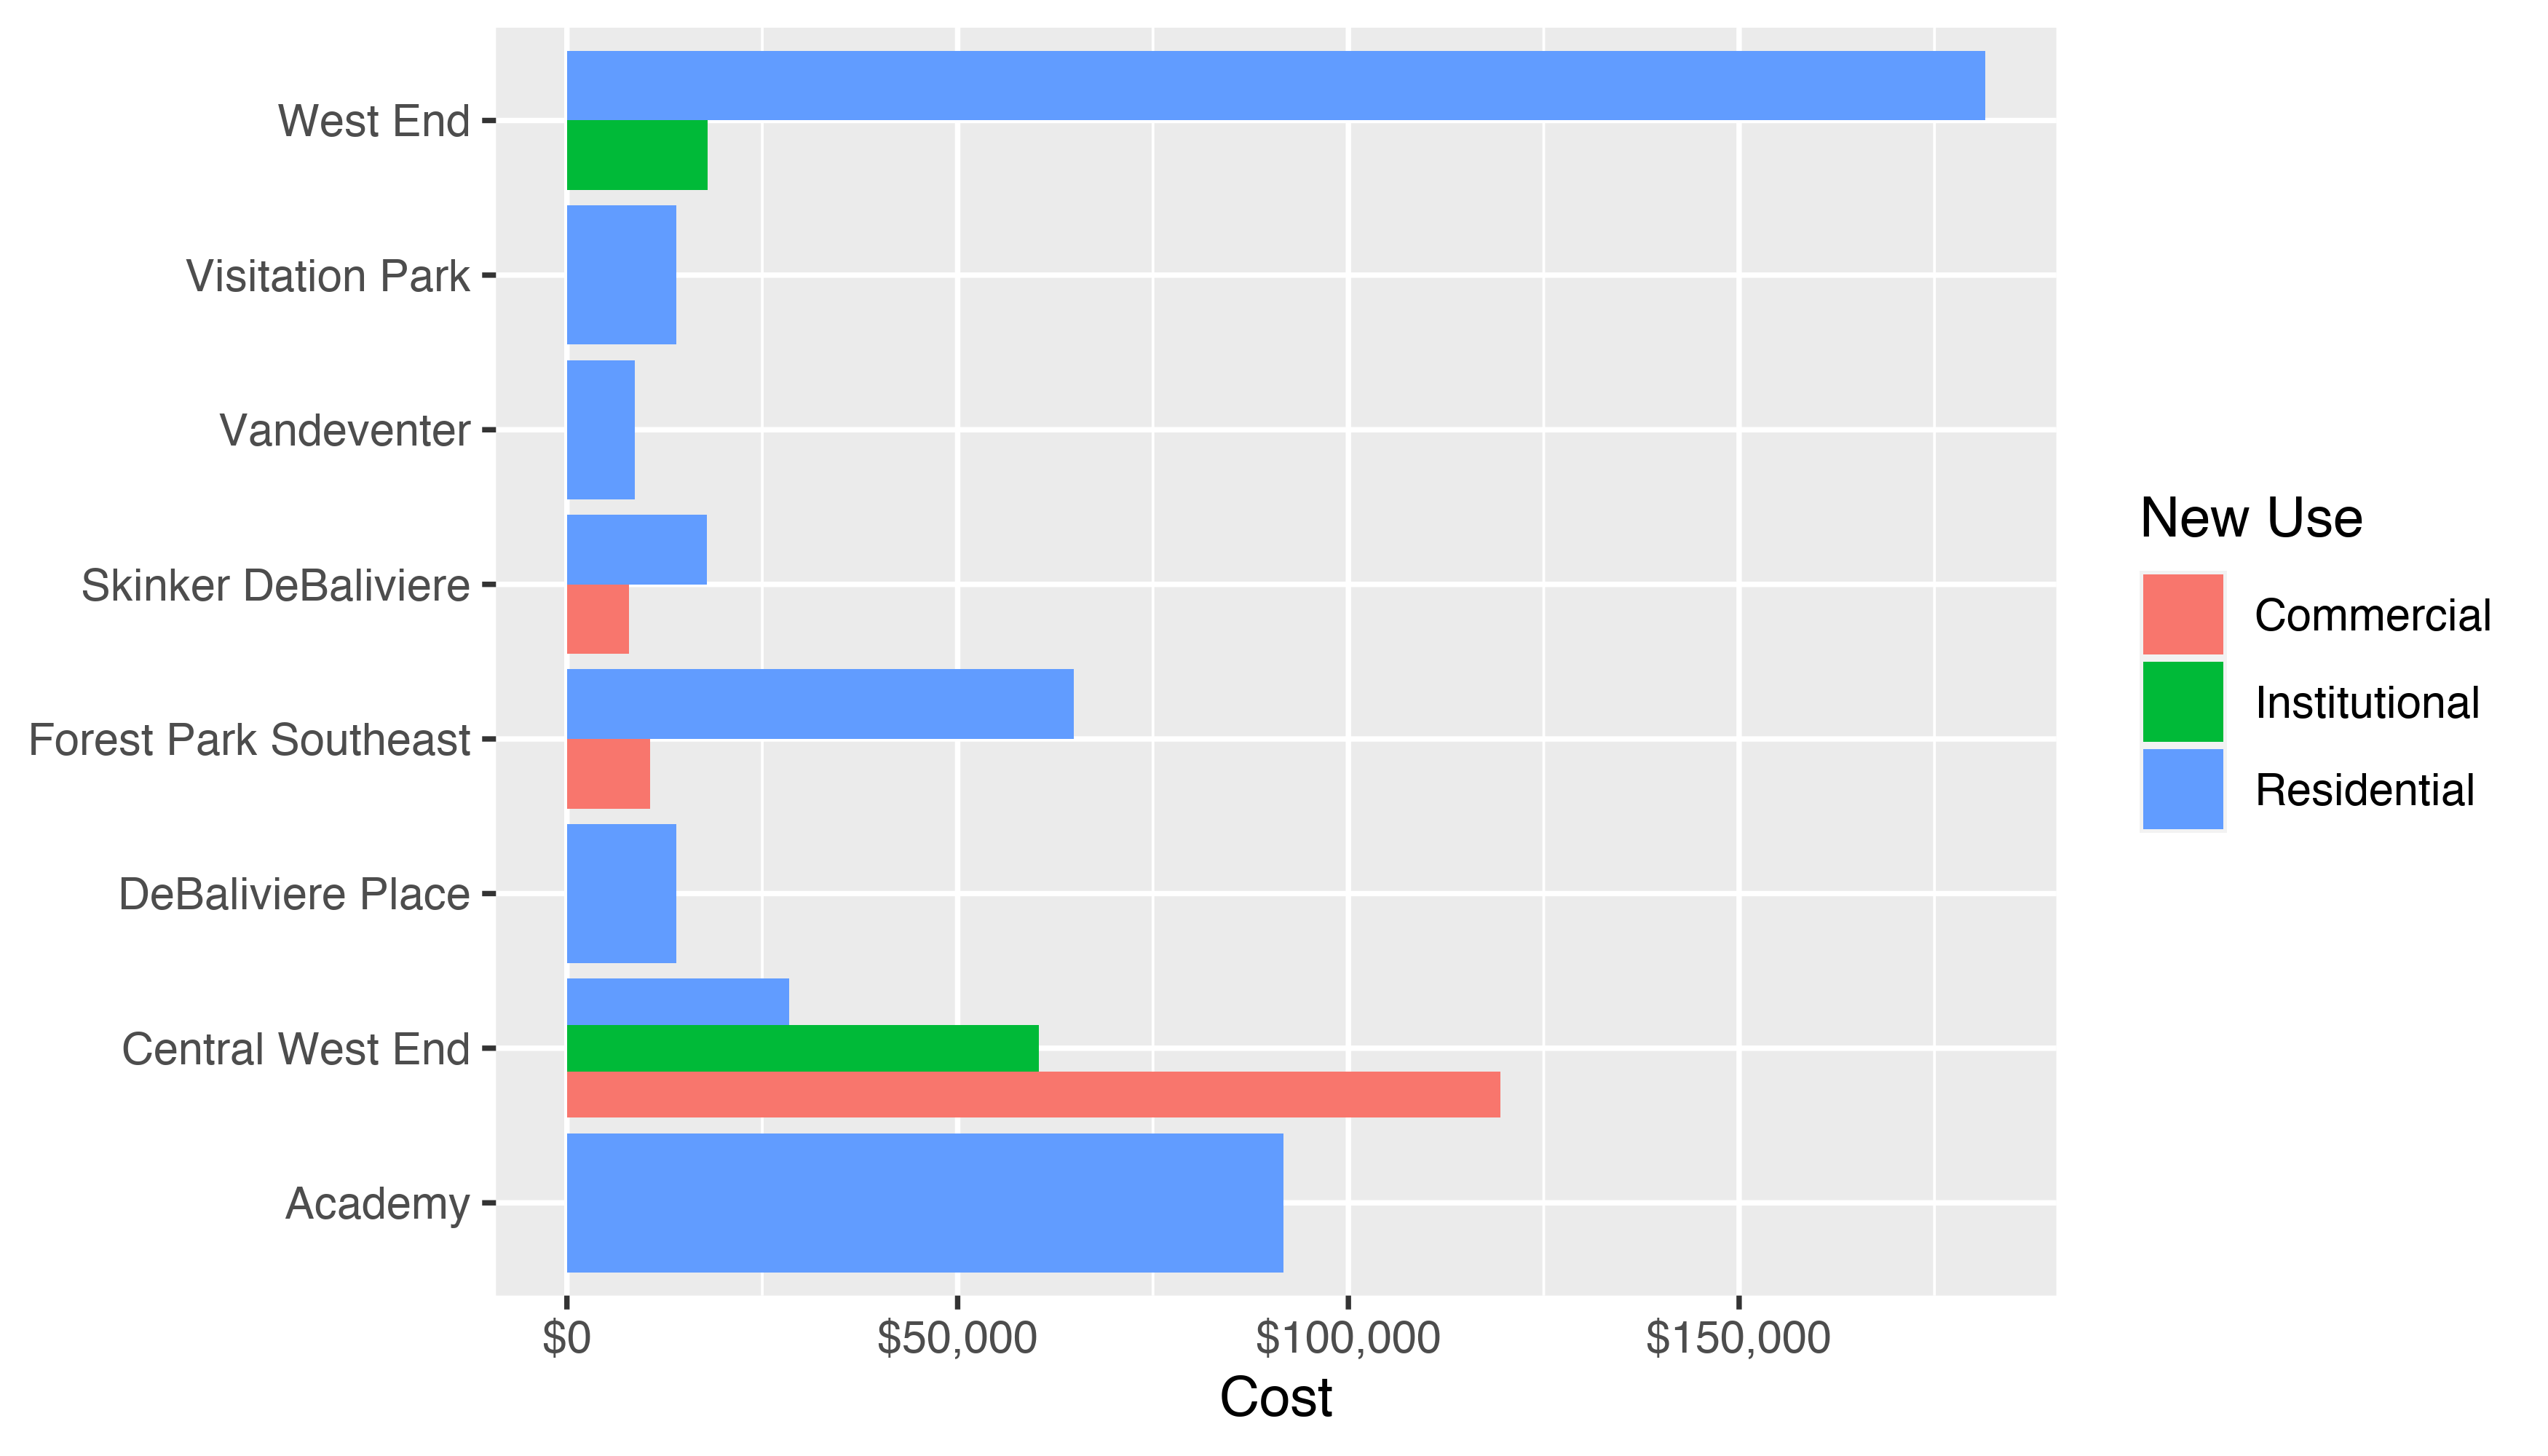 West End
Visitation Park
Vandeventer
Skinker DeBaliviere
Forest Park Southeast
DeBaliviere Place
Central West End
Academy
$0
$50,000
$100,000
$150,000
Cost
New Use
Commercial
Institutional
Residential